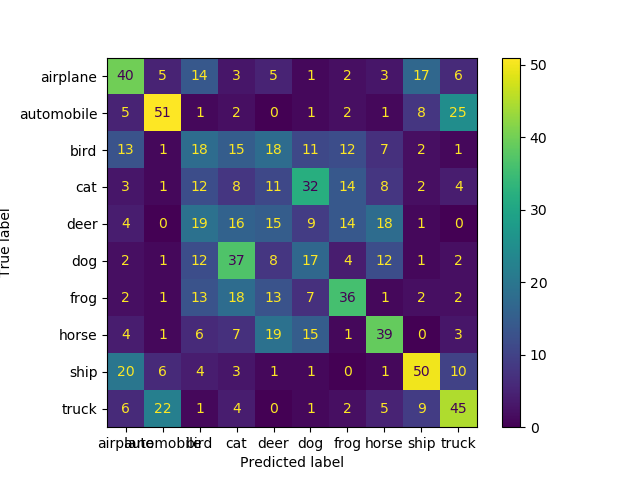 airplane 40 5 14 3 5 1 2 3 17 6
automobile 5 51 1 2 0 1 2 1 8 25
bird 13 1 18 15 18 11 12 7 2 1
cat 3 1 12 8 11 32 14 8 2 4
deer 4 0 19 16 15 9 14 18 1 0
dog 2 1 12 37 8 17 4 12 1 2
frog 2 1 13 18 13 7 36 1 2 2
horse 4 1 6 7 19 15 1 39 0 3
ship 20 6 4 3 1 1 0 1 50 10
truck 6 22 1 4 0 1 2 5 9 45
airplane automobile bird cat deer dog frog horse ship truck
Predicted label
True label
50
40
30
20
10
0